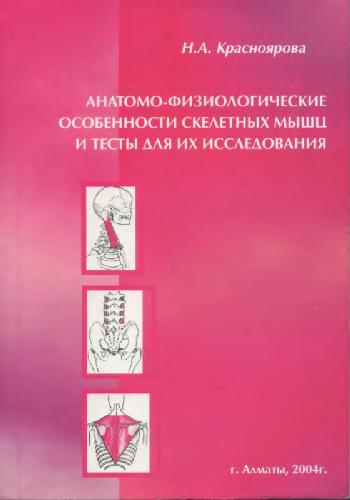 Н.А. Красноярова
АНАТОМО-ФИЗИОЛОГИЧЕСКИЕ
ОСОБЕННОСТИ СКЕЛЕТНЫХ МЫШЦ
И ТЕСТЫ ДЛЯ ИХ ИССЛЕДОВАНИЯ
г. Алматы, 2004г.